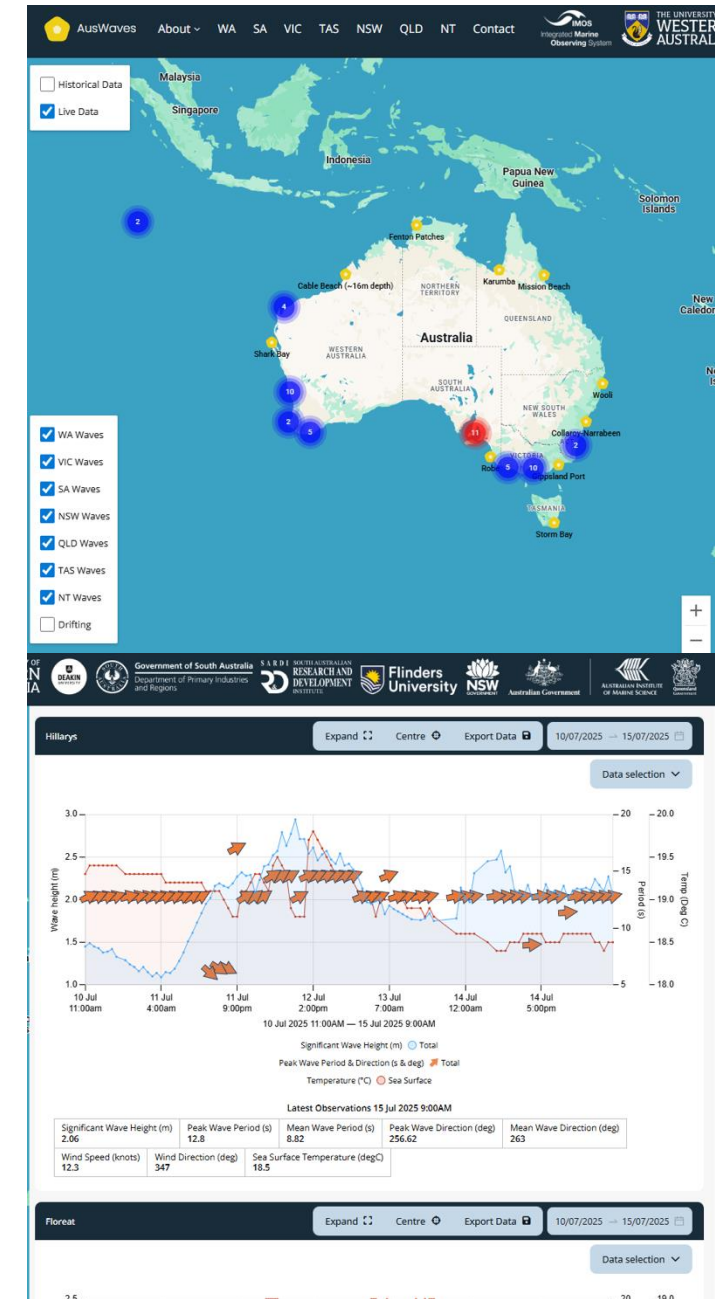 AusWaves About WA SA VIC TAS NSW QLD NT Contact
IMOS
Integrated Marine
Observing System
THE UNIVERSITY
WESTER
AUSTRAL
Historical Data
Live Data
Malaysia
Singapore
Indonesia
Papua New
Guinea
Solomon
Islands
2
Fenton Patches
Cable Beach (~16m depth)
NORTHERN
TERRITORY
Karumba
Mission Beach
New
Caledon
4
QUEENSLAND
Shark Bay
WESTERN
AUSTRALIA
Australia
SOUTH
AUSTRALIA
10
Wooli
2
5
NEW SOUTH
WALES
11
Collaroy-Narrabeen
2
VICTORIA
Robe
5
10
Gippsland Port
TASMANIA
Storm Bay
WA Waves
VIC Waves
SA Waves
NSW Waves
QLD Waves
TAS Waves
NT Waves
Drifting
+
−
Y OF
N
IA
DEAKIN
Government of South Australia
Department of Primary Industries
and Regions
SARDI
SOUTH AUSTRALIAN
RESEARCH AND
DEVELOPMENT
INSTITUTE
Flinders
University
NSW
GOVERNMENT
Australian Government
AUSTRALIAN INSTITUTE
OF MARINE SCIENCE
Queensland
Government
Hillarys Expand Centre Export Data 10/07/2025 → 15/07/2025
Data selection
3.0
2.5
2.0
1.5
1.0
Wave height (m)
20
15
10
5
Period (s)
20.0
19.5
19.0
18.5
18.0
Temp (Deg C)
10 Jul 11 Jul 11 Jul 12 Jul 13 Jul 14 Jul 14 Jul
11:00am 4:00am 9:00pm 2:00pm 7:00am 12:00am 5:00pm
10 Jul 2025 11:00AM — 15 Jul 2025 9:00AM
Significant Wave Height (m) Total
Peak Wave Period & Direction (s & deg) Total
Temperature (°C) Sea Surface
Latest Observations 15 Jul 2025 9:00AM
Significant Wave Height (m) Peak Wave Period (s) Mean Wave Period (s) Peak Wave Direction (deg) Mean Wave Direction (deg)
2.06 12.8 8.82 256.62 263
Wind Speed (knots) Wind Direction (deg) Sea Surface Temperature (degC)
12.3 347 18.5
Floreat Expand Centre Export Data 10/07/2025 → 15/07/2025
Data selection
2.5 20 19.0